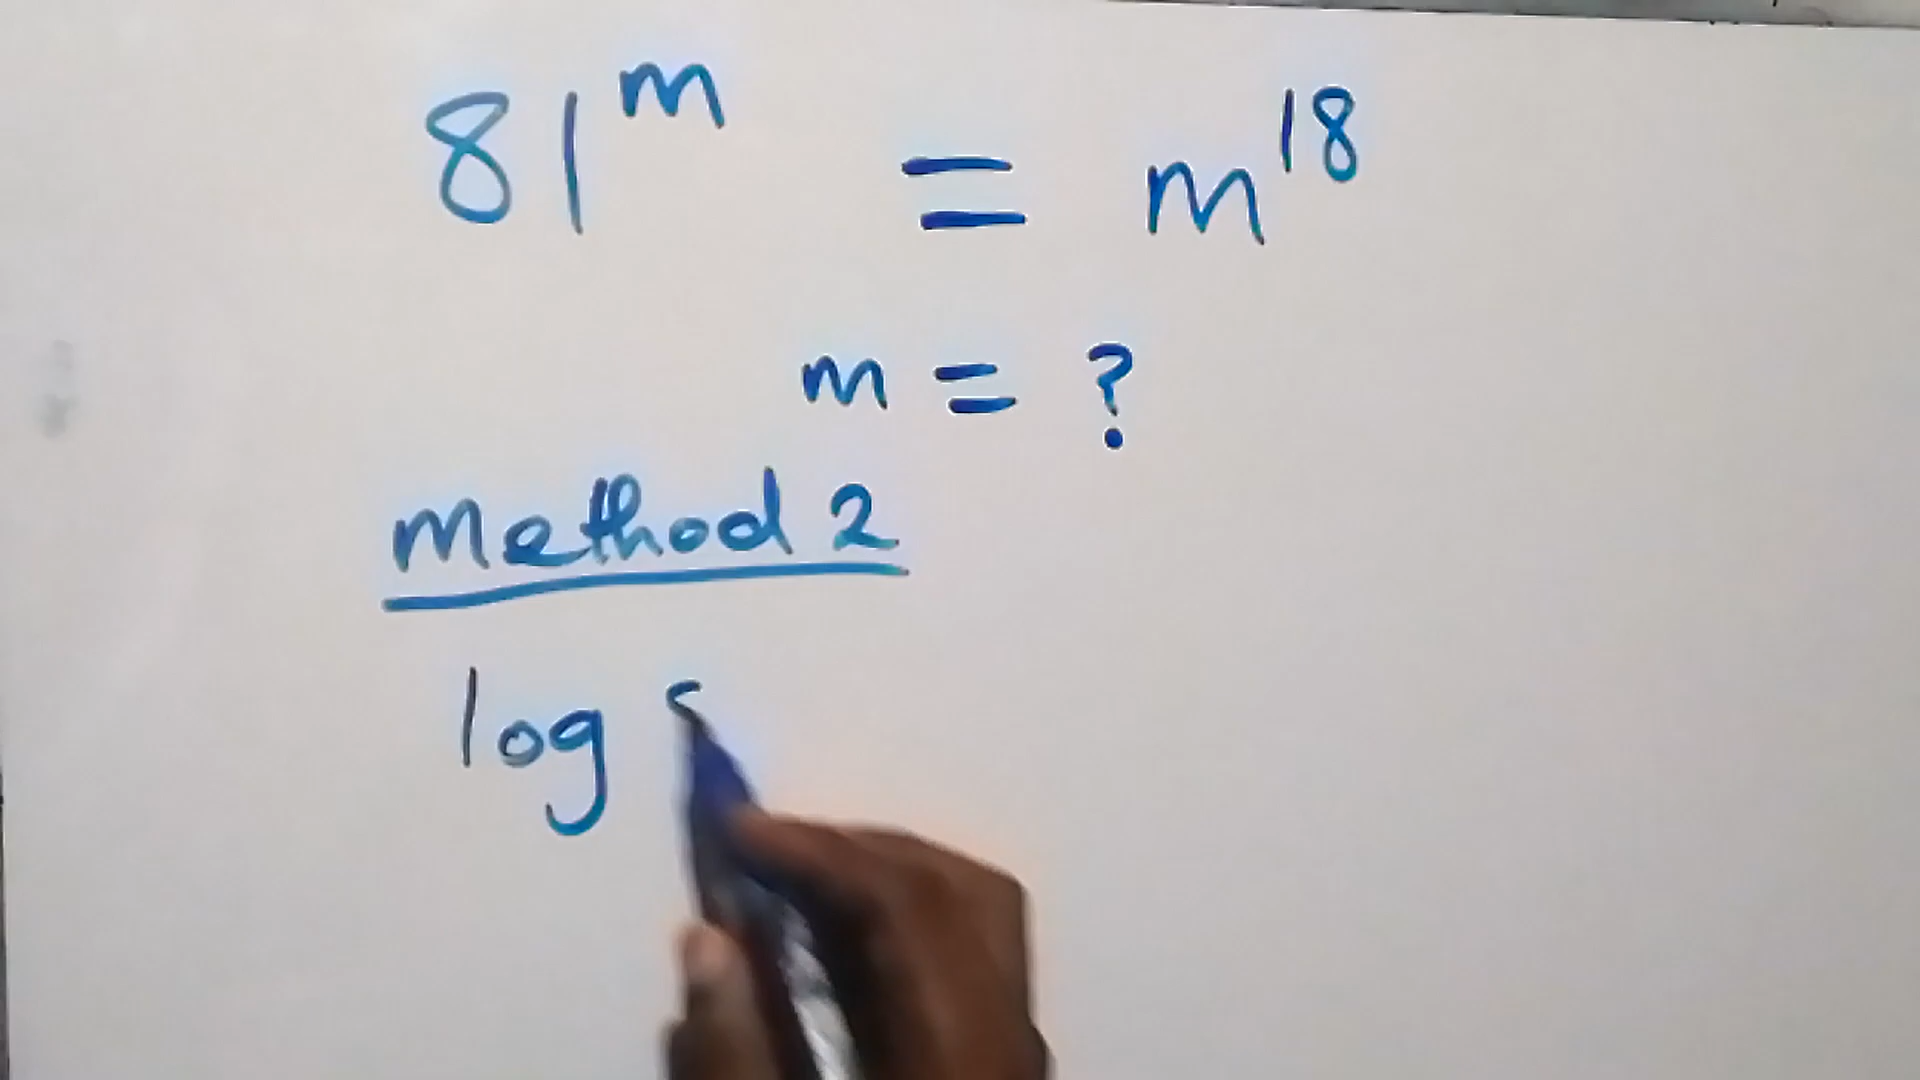 81^m = m^18
m = ?
Method 2
log